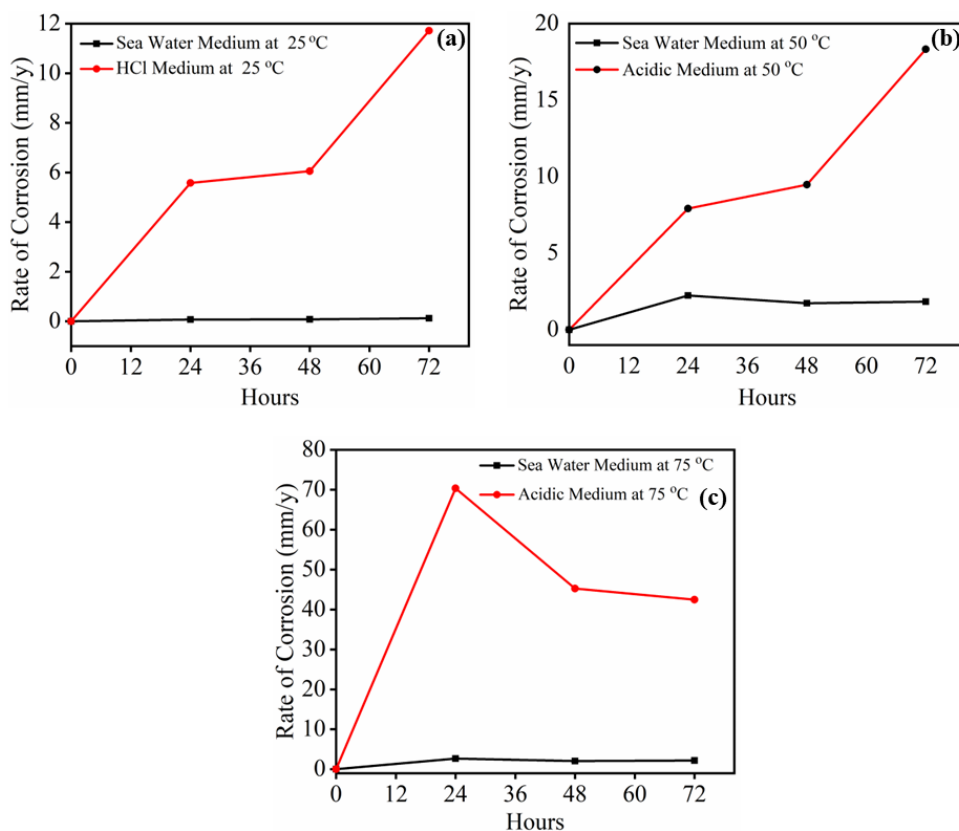 Sea Water Medium at 25 °C
HCl Medium at 25 °C
(a)
Rate of Corrosion (mm/y)
12
10
8
6
4
2
0
0 12 24 36 48 60 72
Hours
Sea Water Medium at 50 °C
Acidic Medium at 50 °C
(b)
Rate of Corrosion (mm/y)
20
15
10
5
0
0 12 24 36 48 60 72
Hours
Sea Water Medium at 75 °C
Acidic Medium at 75 °C
(c)
Rate of Corrosion (mm/y)
80
70
60
50
40
30
20
10
0
0 12 24 36 48 60 72
Hours